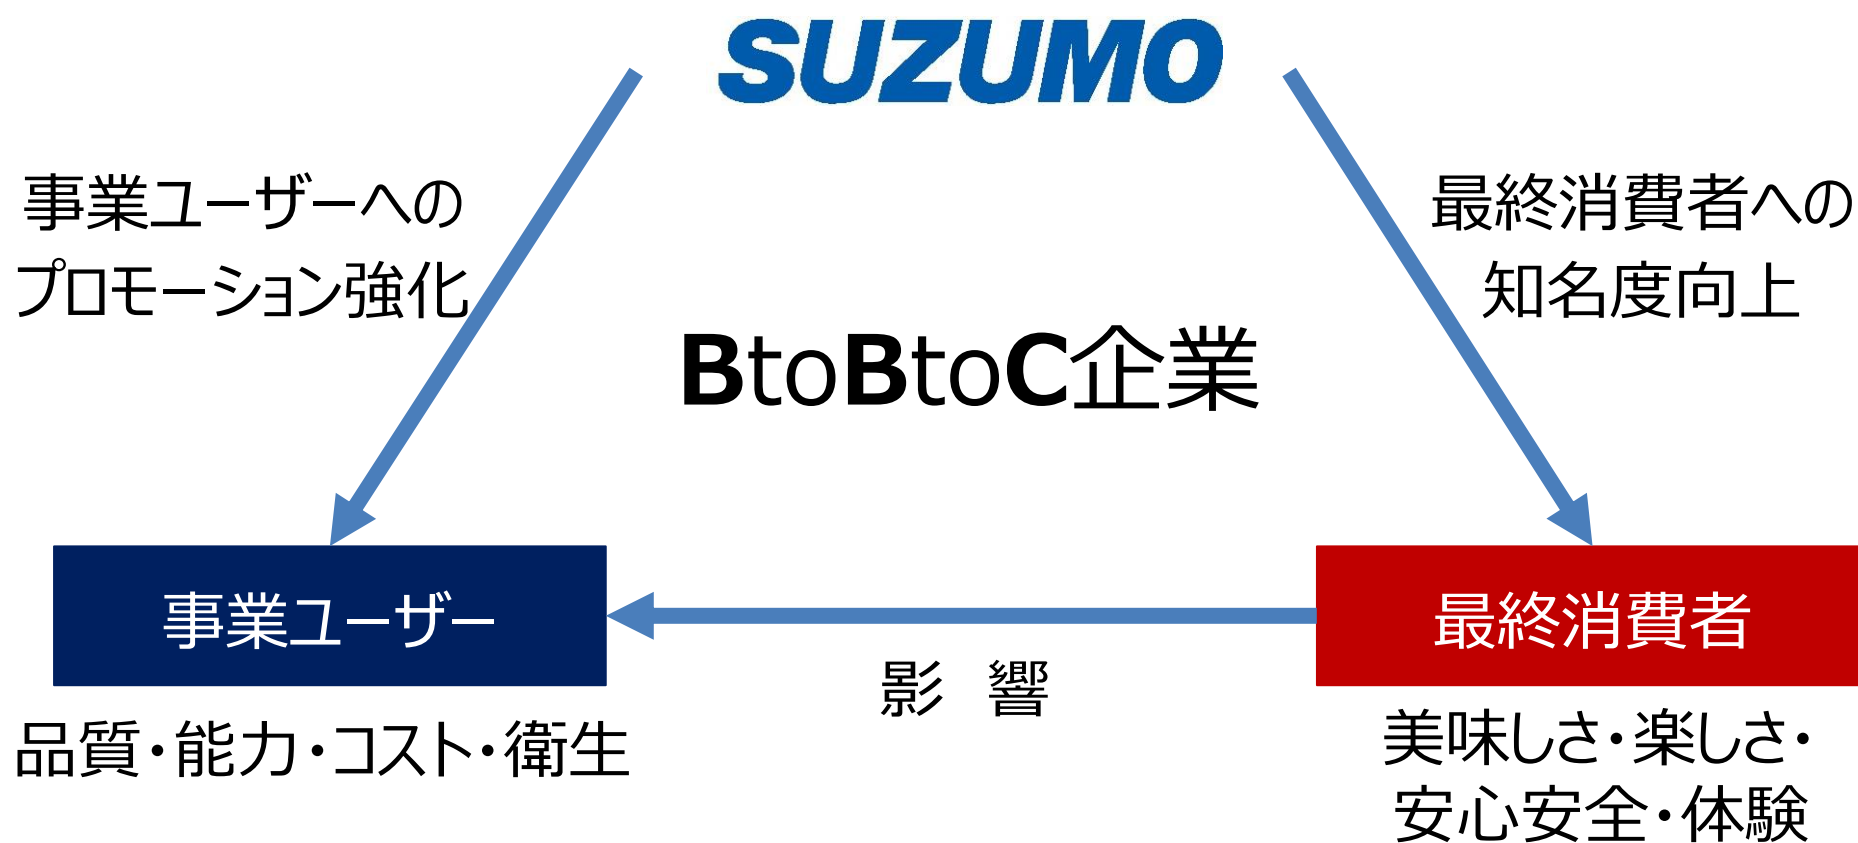 SUZUMO
事業ユーザーへの
プロモーション強化
最終消費者への
知名度向上
BtoBtoC企業
事業ユーザー
最終消費者
影　響
品質・能力・コスト・衛生
美味しさ・楽しさ・
安心安全・体験